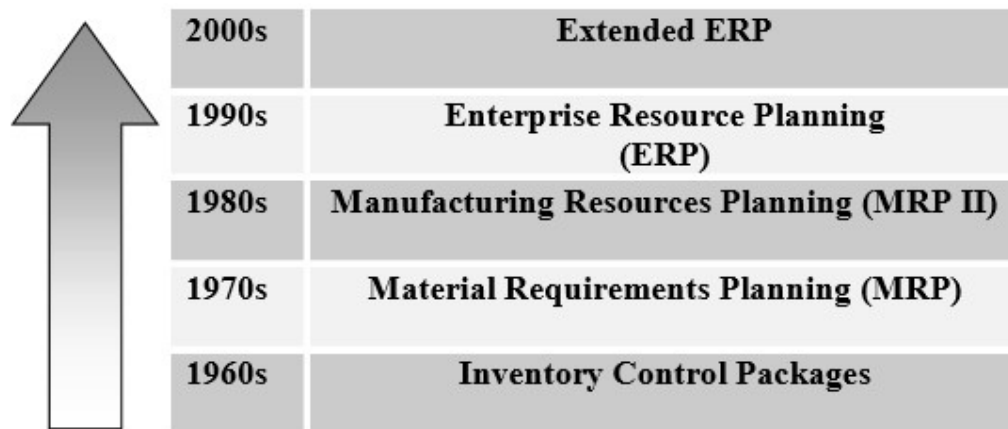 2000s Extended ERP
1990s Enterprise Resource Planning
(ERP)
1980s Manufacturing Resources Planning (MRP II)
1970s Material Requirements Planning (MRP)
1960s Inventory Control Packages